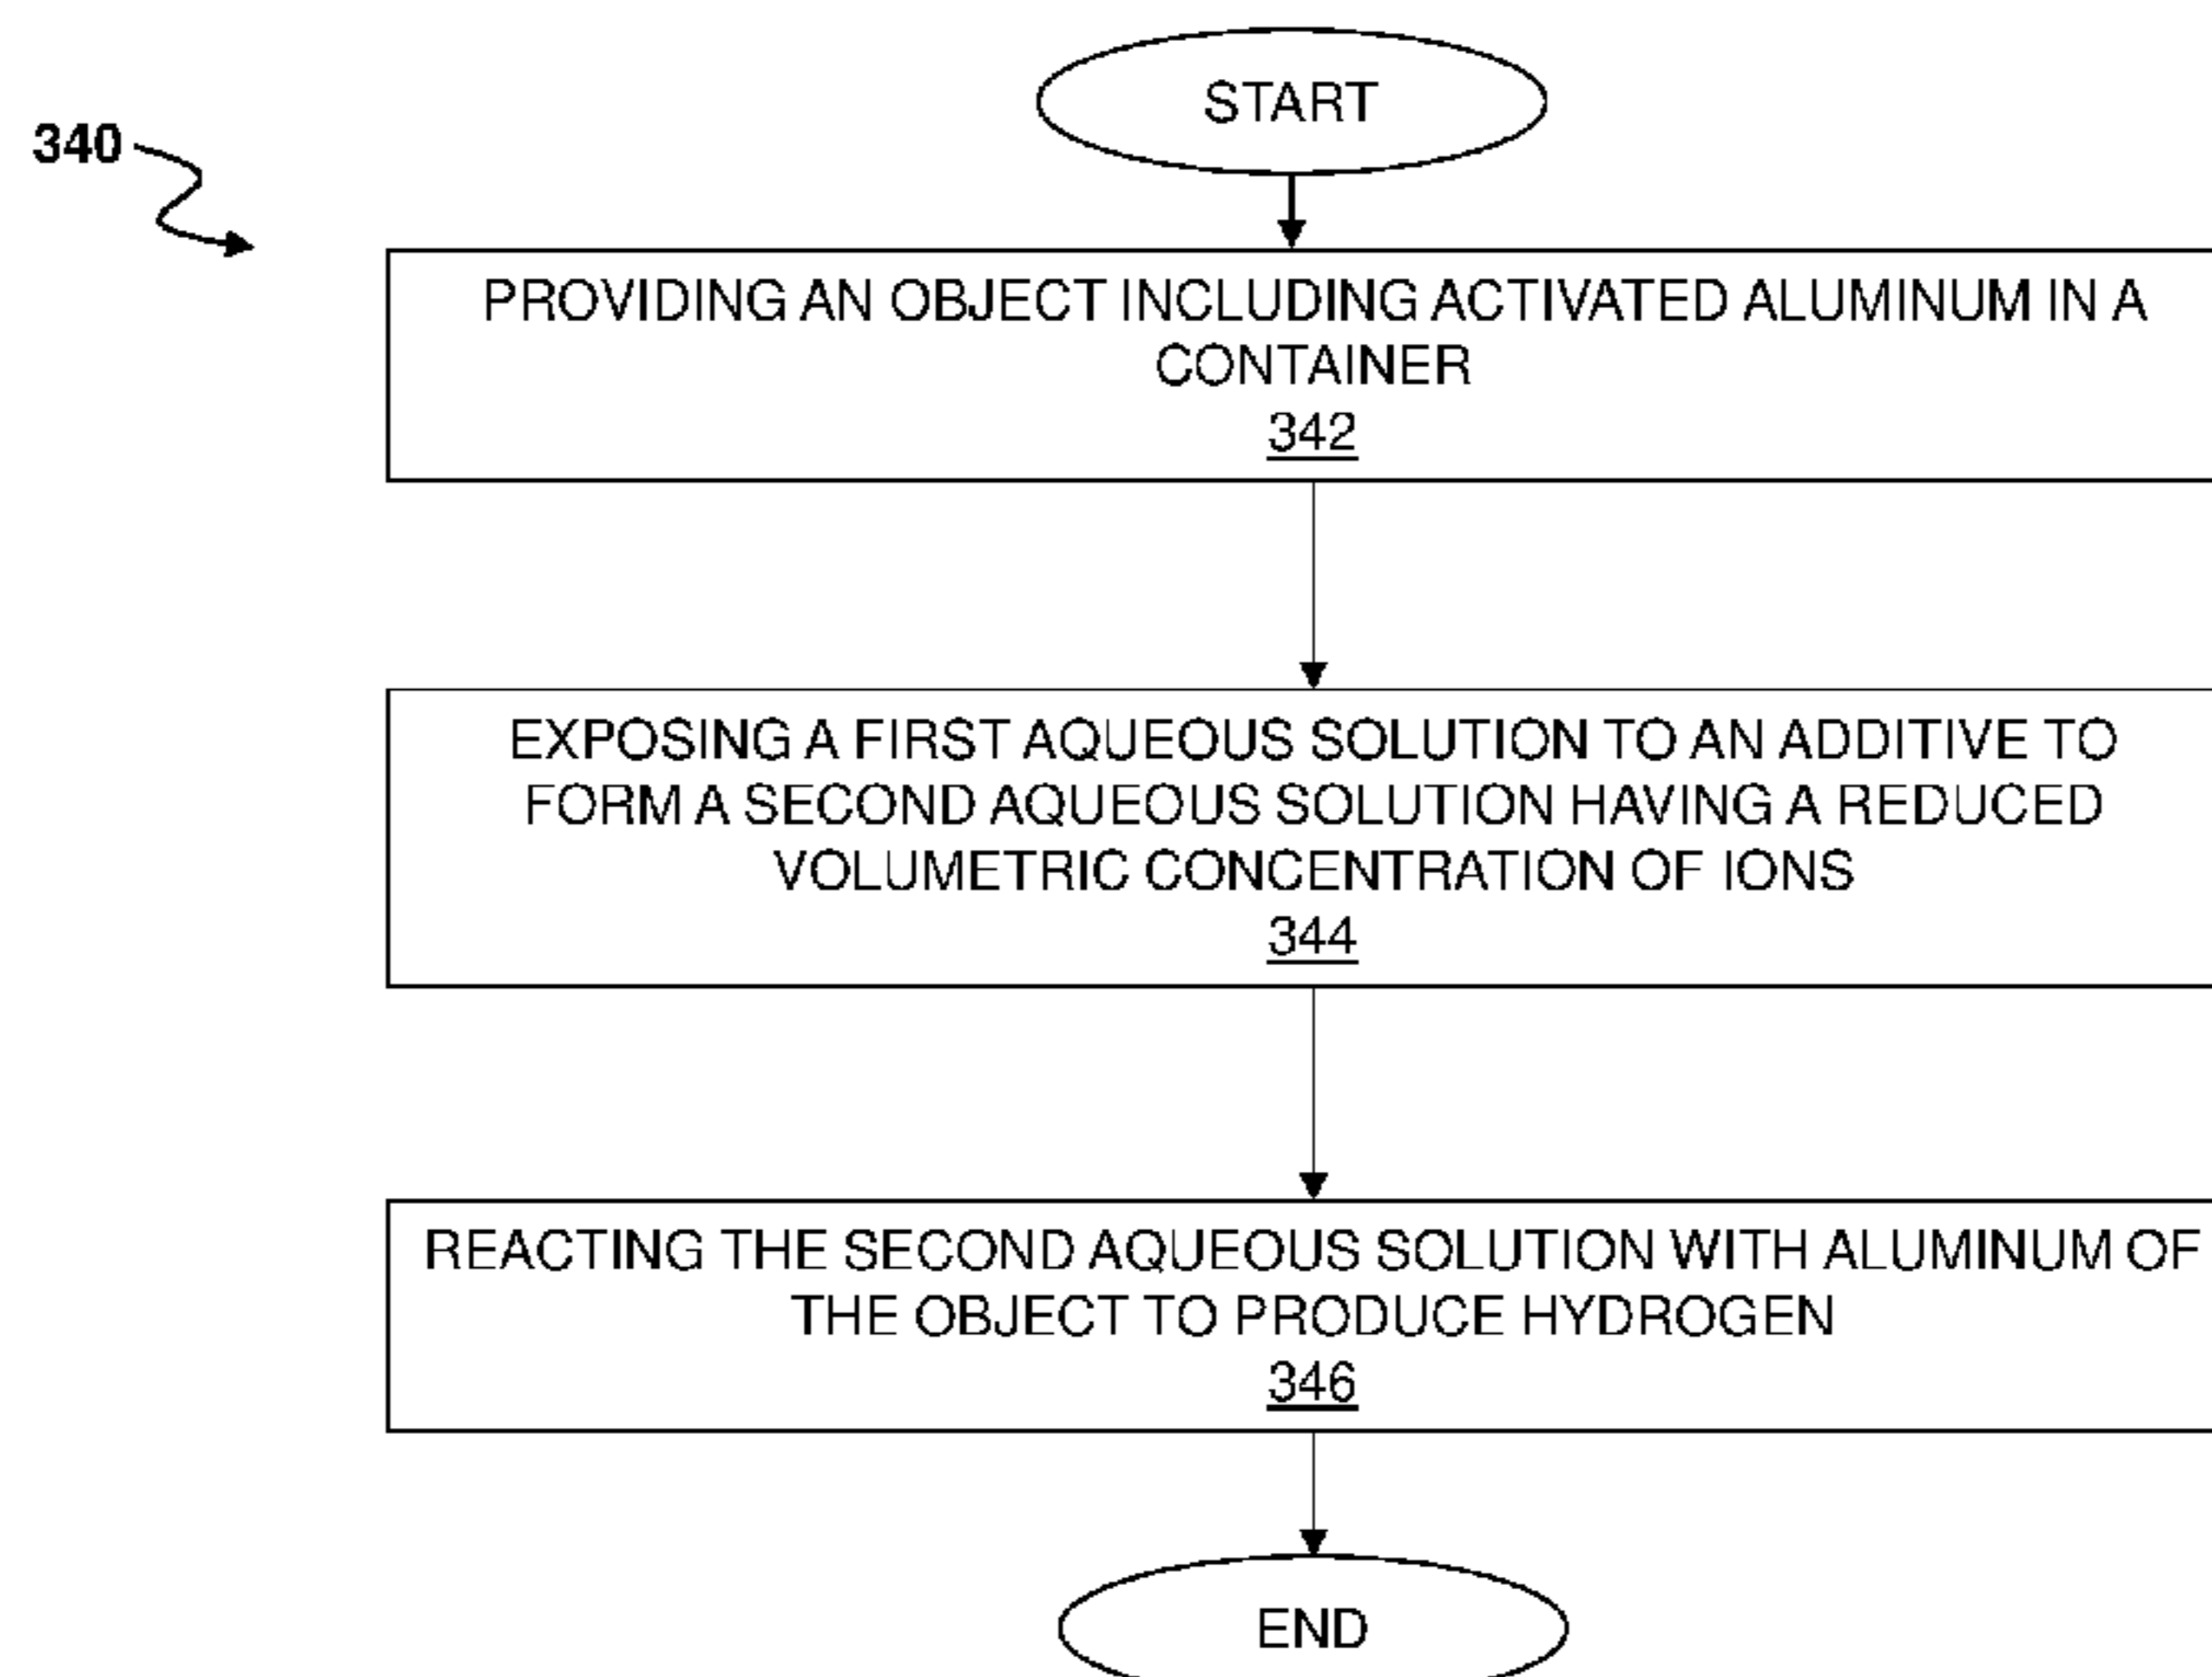 START
340
PROVIDING AN OBJECT INCLUDING ACTIVATED ALUMINUM IN A
CONTAINER
342
EXPOSING A FIRST AQUEOUS SOLUTION TO AN ADDITIVE TO
FORM A SECOND AQUEOUS SOLUTION HAVING A REDUCED
VOLUMETRIC CONCENTRATION OF IONS
344
REACTING THE SECOND AQUEOUS SOLUTION WITH ALUMINUM OF
THE OBJECT TO PRODUCE HYDROGEN
346
END